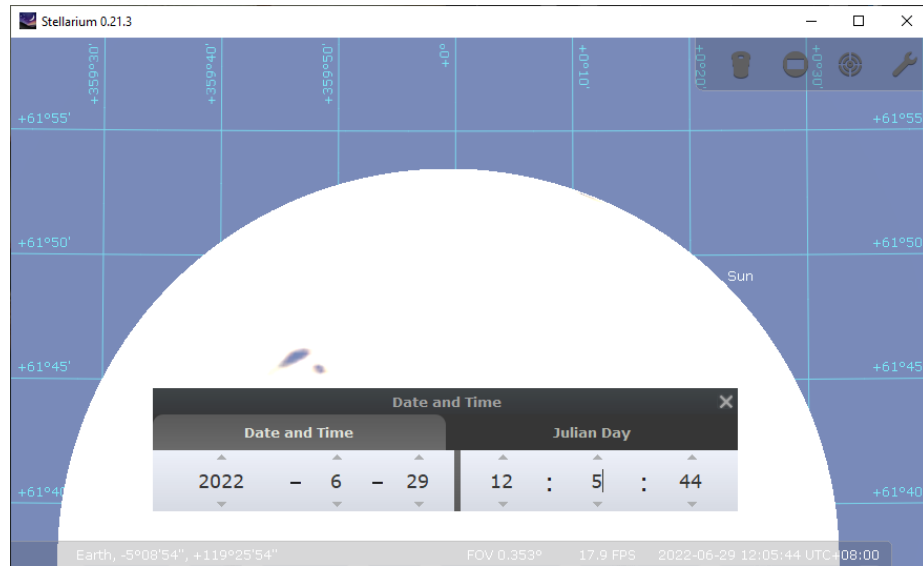 Stellarium 0.21.3
+359°30'
+359°40'
+359°50'
+0°
+0°10'
+0°20'
+0°30'
+61°55'
+61°55
+61°50'
+61°50
Sun
+61°45'
+61°45
Date and Time
Date and Time
Julian Day
2022 – 6 – 29 12 : 5 : 44
+61°40
+61°40
Earth, -5°08'54", +119°25'54" FOV 0.353° 17.9 FPS 2022-06-29 12:05:44 UTC+08:00